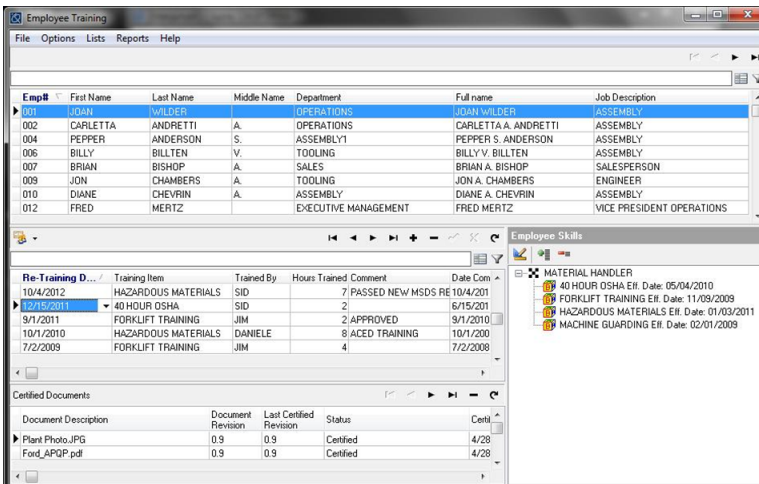 Employee Training
File Options Lists Reports Help
Emp# First Name Last Name Middle Name Department Full name Job Description
001 JOAN WILDER OPERATIONS JOAN WILDER ASSEMBLY
002 CARLETTA ANDRETTI A. OPERATIONS CARLETTA A. ANDRETTI ASSEMBLY
004 PEPPER ANDERSON S. ASSEMBLY1 PEPPER S. ANDERSON ASSEMBLY
006 BILLY BILLTEN V. TOOLING BILLY V. BILLTEN ASSEMBLY
007 BRIAN BISHOP A. SALES BRIAN A. BISHOP SALESPERSON
009 JON CHAMBERS A. TOOLING JON A. CHAMBERS ENGINEER
010 DIANE CHEVRIN A. ASSEMBLY DIANE A. CHEVRIN ASSEMBLY
012 FRED MERTZ EXECUTIVE MANAGEMENT FRED MERTZ VICE PRESIDENT OPERATIONS
Re-Training D... Training Item Trained By Hours Trained Comment Date Com
10/4/2012 HAZARDOUS MATERIALS SID 7 PASSED NEW MSDS RE 10/4/201
12/15/2011 40 HOUR OSHA SID 2 6/15/201
9/1/2011 FORKLIFT TRAINING JIM 2 APPROVED 9/1/2010
10/1/2010 HAZARDOUS MATERIALS DANIELE 8 ACED TRAINING 10/1/200
7/2/2009 FORKLIFT TRAINING JIM 4 7/2/2008
Employee Skills
MATERIAL HANDLER
40 HOUR OSHA Eff. Date: 05/04/2010
FORKLIFT TRAINING Eff. Date: 11/09/2009
HAZARDOUS MATERIALS Eff. Date: 01/03/2011
MACHINE GUARDING Eff. Date: 02/01/2009
Certified Documents
Document Description Document Revision Last Certified Revision Status Certi
Plant Photo.JPG 0.9 0.9 Certified 4/28
Ford_APQP.pdf 0.9 0.9 Certified 4/28